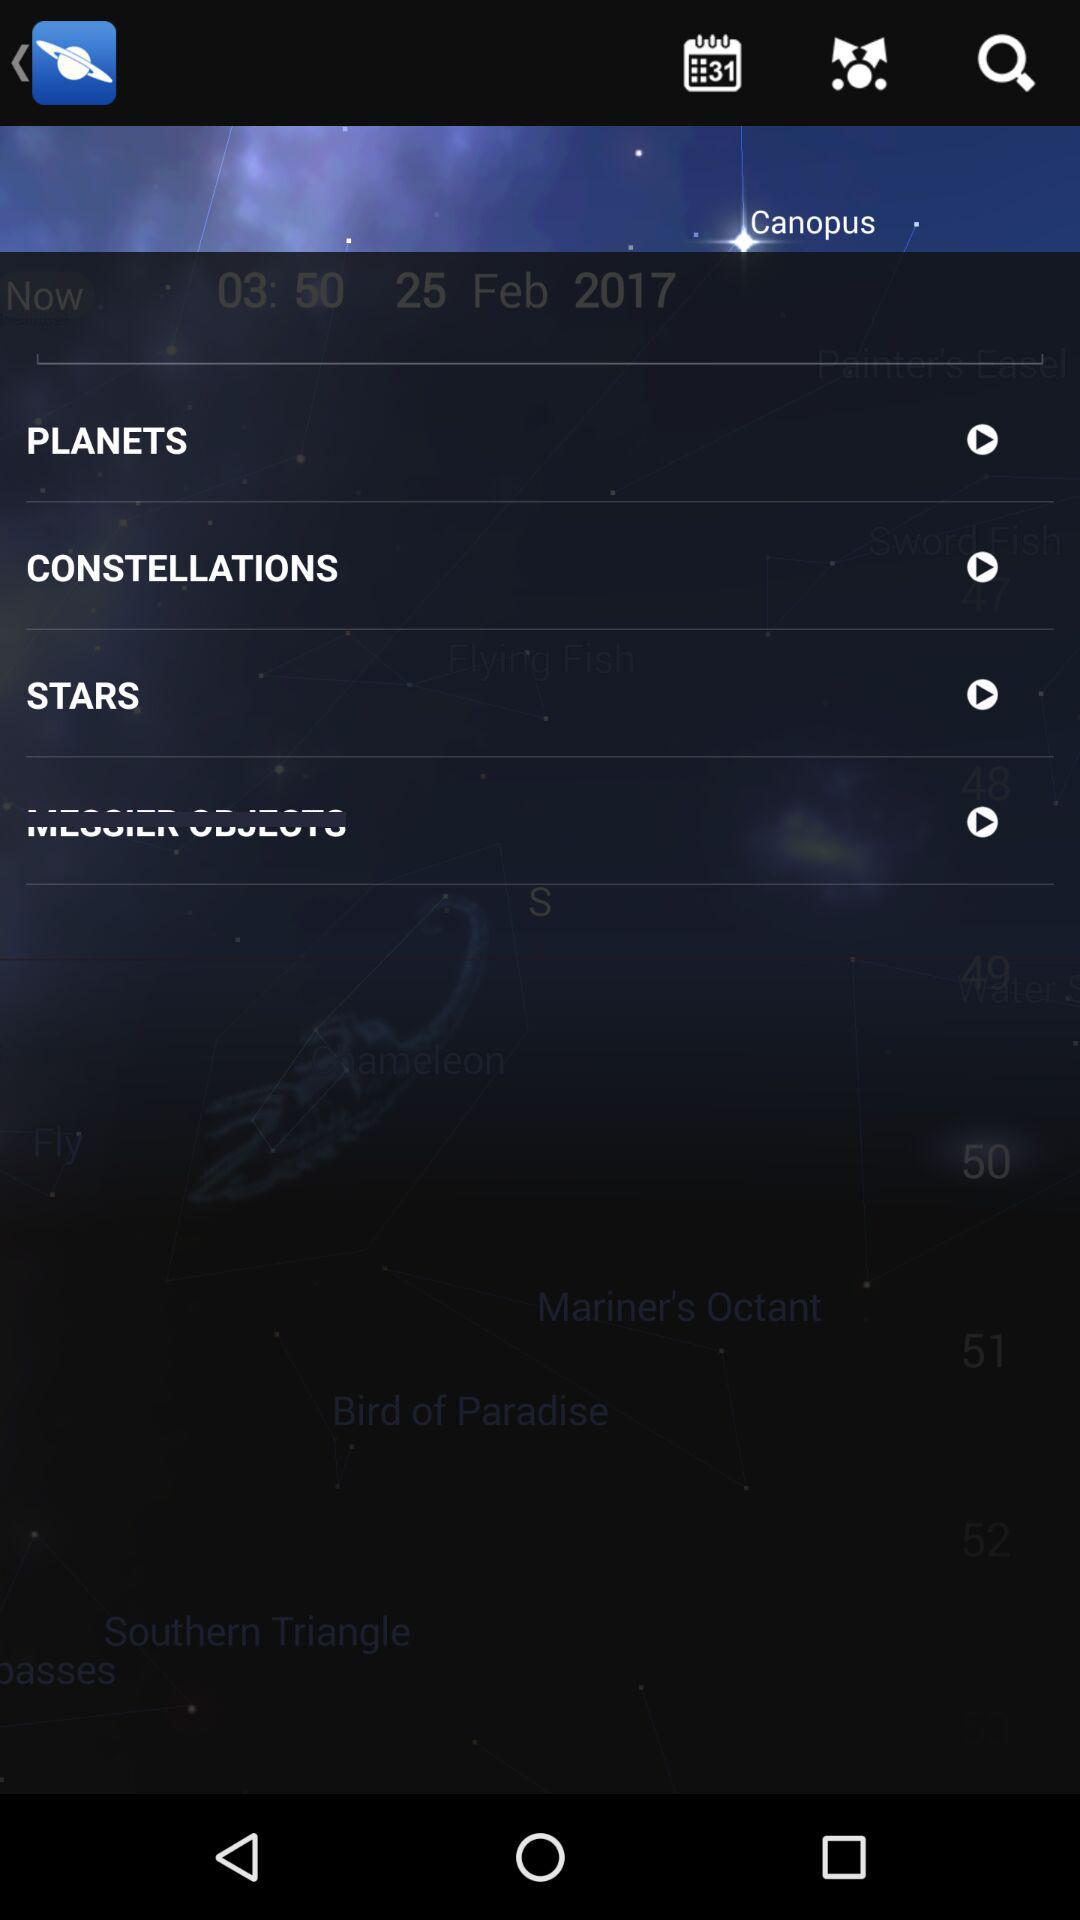 31
Canopus
Now 03: 50 25 Feb 2017
Painter's Easel
PLANETS
Sword Fish
CONSTELLATIONS
47
Flying Fish
STARS
48
MESSIER OBJECTS
S
49
Water S
Chameleon
Fly
50
Mariner's Octant
51
Bird of Paradise
52
Southern Triangle
passes